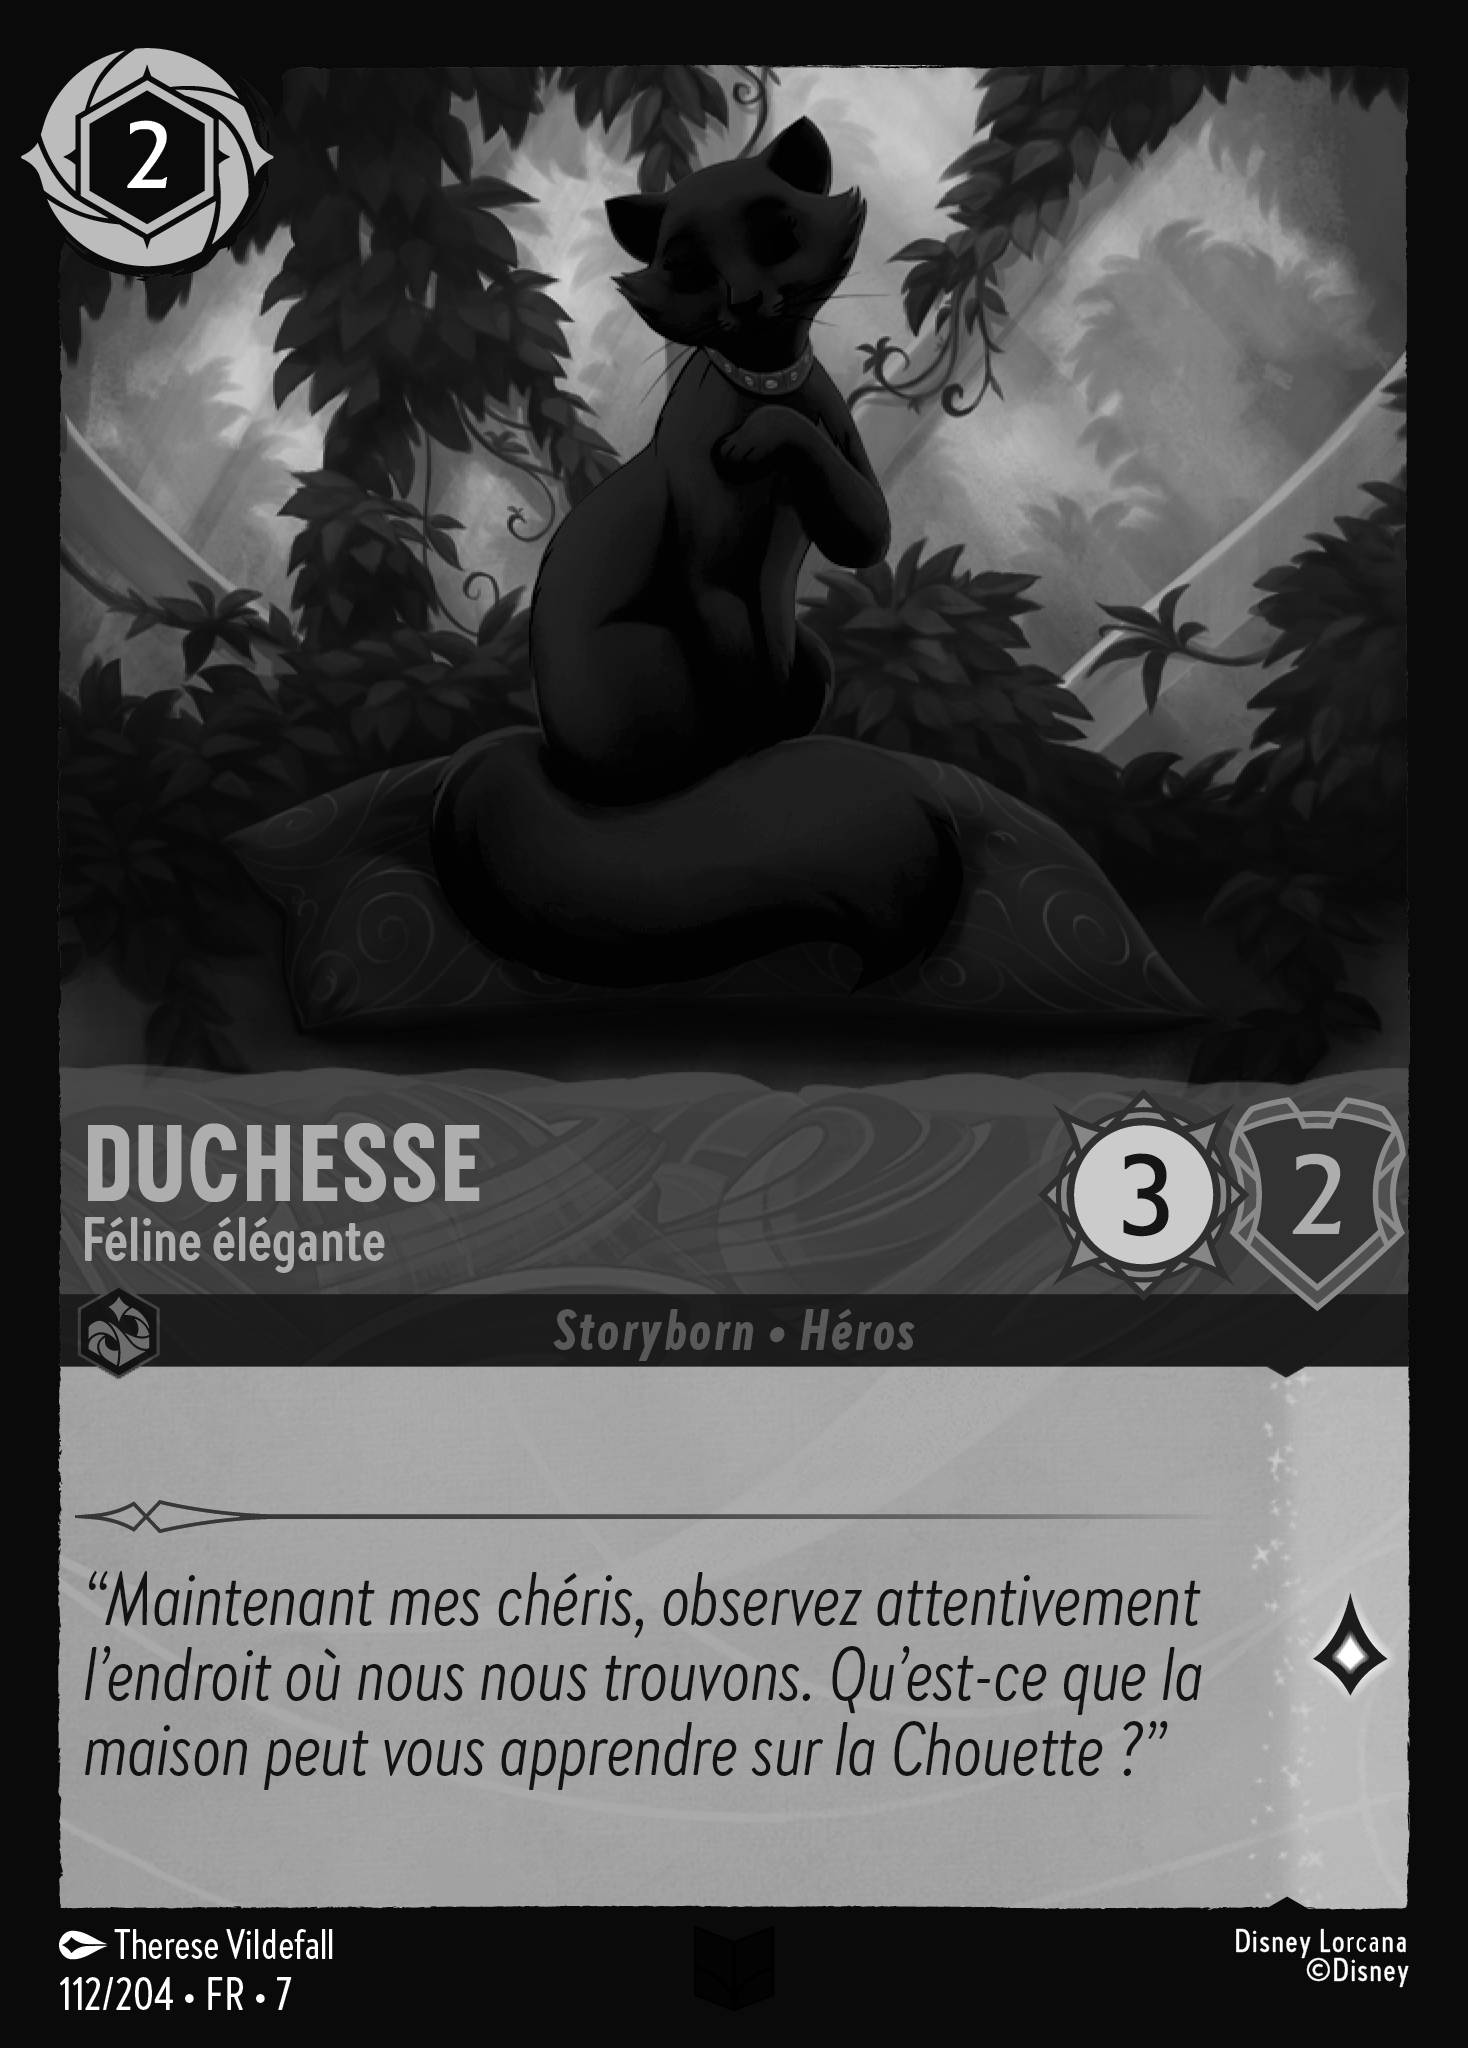 2
DUCHESSE
Féline élégante
3
2
Storyborn • Héros
“Maintenant mes chéris, observez attentivement
l’endroit où nous nous trouvons. Qu’est-ce que la
maison peut vous apprendre sur la Chouette ?”
Therese Vildefall
112/204 • FR • 7
Disney Lorcana
©Disney